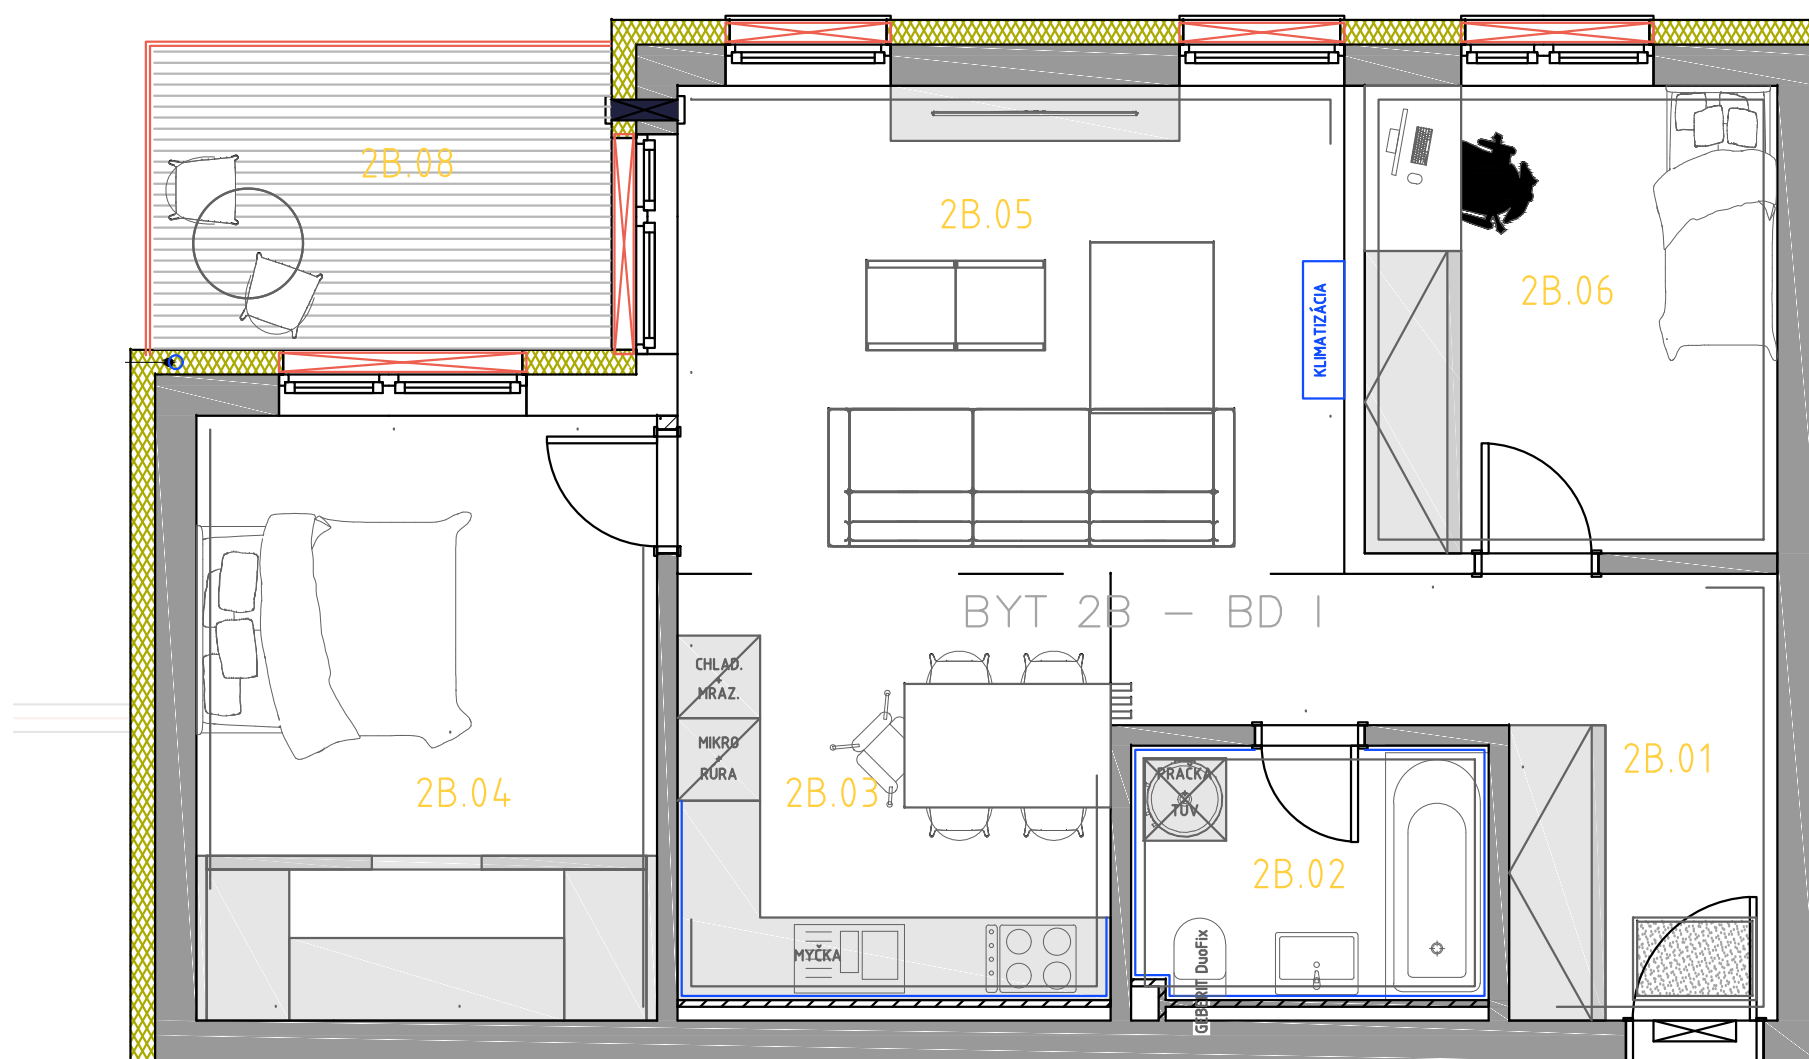 2B.08
2B.05
2B.06
KLIMATIZÁCIA
BYT 2B - BD I
CHLAD.
+
MRAZ.
MIKRO
+
RÚRA
2B.04
2B.03
2B.01
PRAČKA
+
TÚV
2B.02
MYČKA
GEBERIT DuoFix